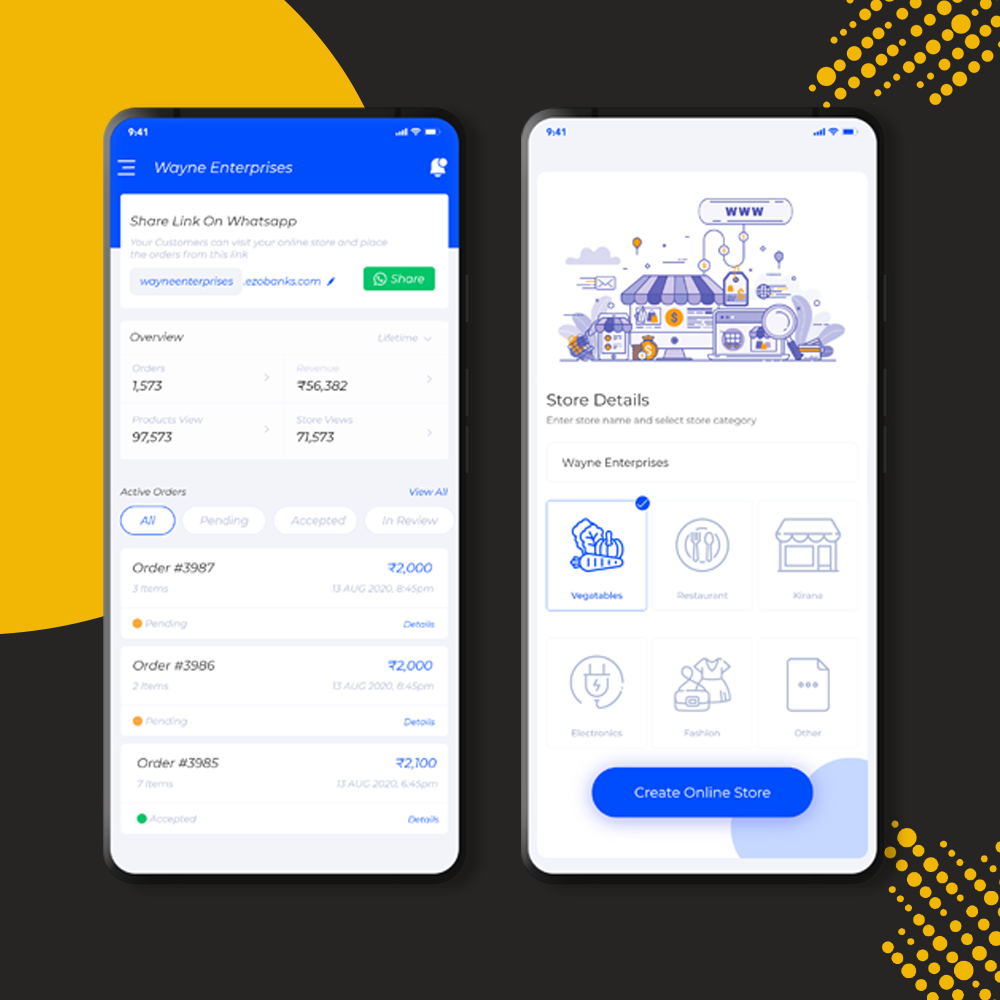 9:41
Wayne Enterprises
Share Link On Whatsapp
Your Customers can visit your online store and place
the orders from this link
wayneenterprises .ezobanks.com
Share
Overview
Lifetime
Orders
1,573
Revenue
₹56,382
Products View
97,573
Store Views
71,573
Active Orders
View All
All
Pending
Accepted
In Review
Order #3987
₹2,000
3 Items
13 AUG 2020, 8:45pm
Pending
Details
Order #3986
₹2,000
2 Items
13 AUG 2020, 8:45pm
Pending
Details
Order #3985
₹2,100
7 Items
13 AUG 2020, 6:45pm
Accepted
Details
9:41
WWW
Store Details
Enter store name and select store category
Wayne Enterprises
Vegatables
Restaurant
Kirana
Electronics
Fashion
Other
Create Online Store